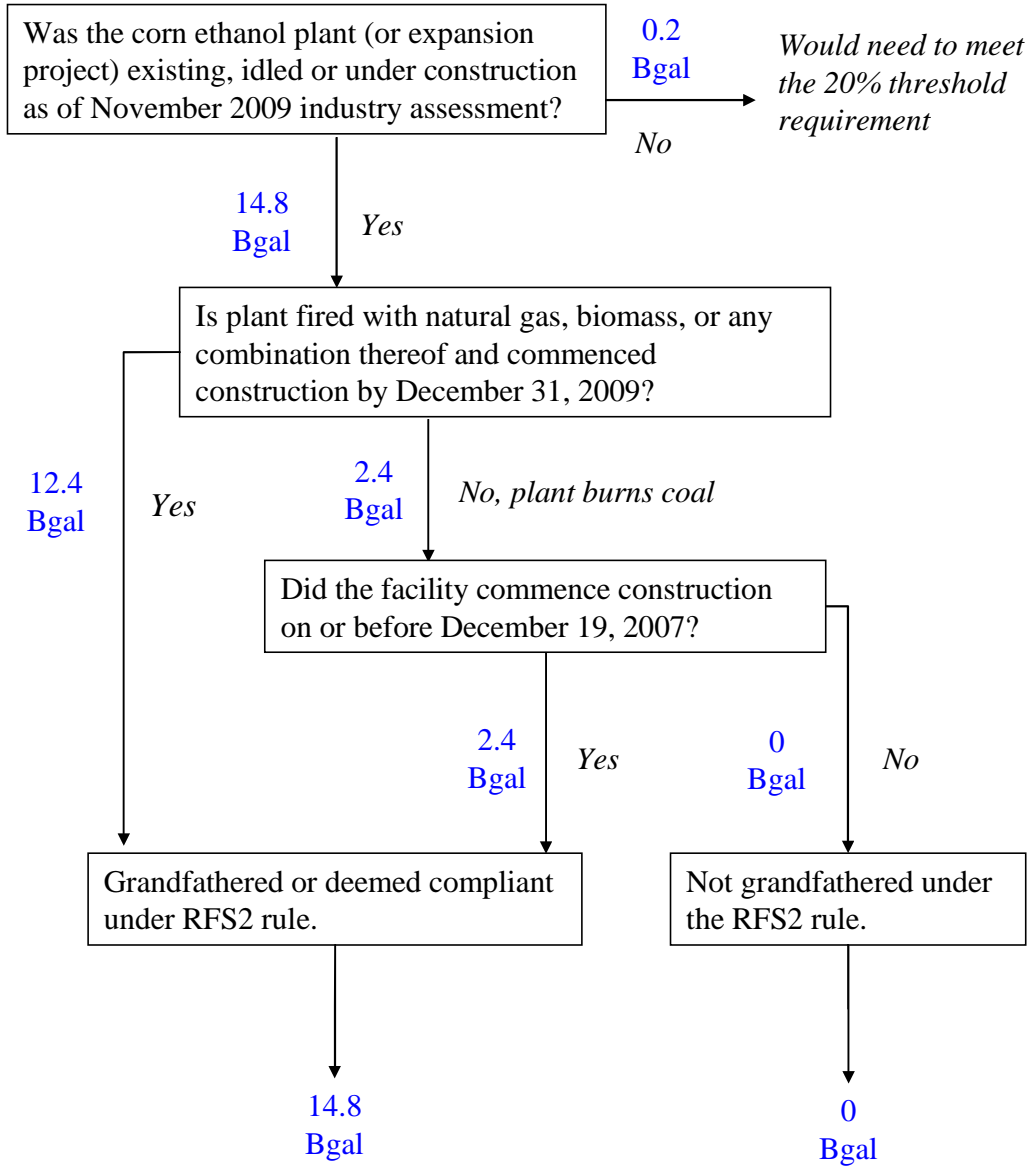 Was the corn ethanol plant (or expansion
project) existing, idled or under construction
as of November 2009 industry assessment?
0.2
Bgal
No
Would need to meet
the 20% threshold
requirement
14.8
Bgal
Yes
Is plant fired with natural gas, biomass, or any
combination thereof and commenced
construction by December 31, 2009?
12.4
Bgal
Yes
2.4
Bgal
No, plant burns coal
Did the facility commence construction
on or before December 19, 2007?
2.4
Bgal
Yes
0
Bgal
No
Grandfathered or deemed compliant
under RFS2 rule.
Not grandfathered under
the RFS2 rule.
14.8
Bgal
0
Bgal